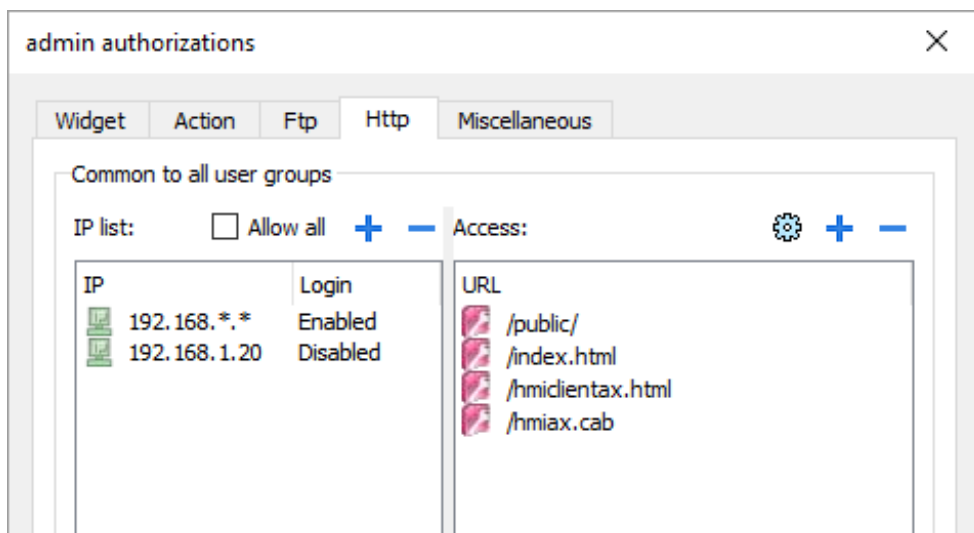 admin authorizations
Widget Action Ftp Http Miscellaneous
Common to all user groups
IP list: Allow all Access:
IP Login URL
192.168.*.* Enabled /public/
192.168.1.20 Disabled /index.html
/hmiclientax.html
/hmiax.cab